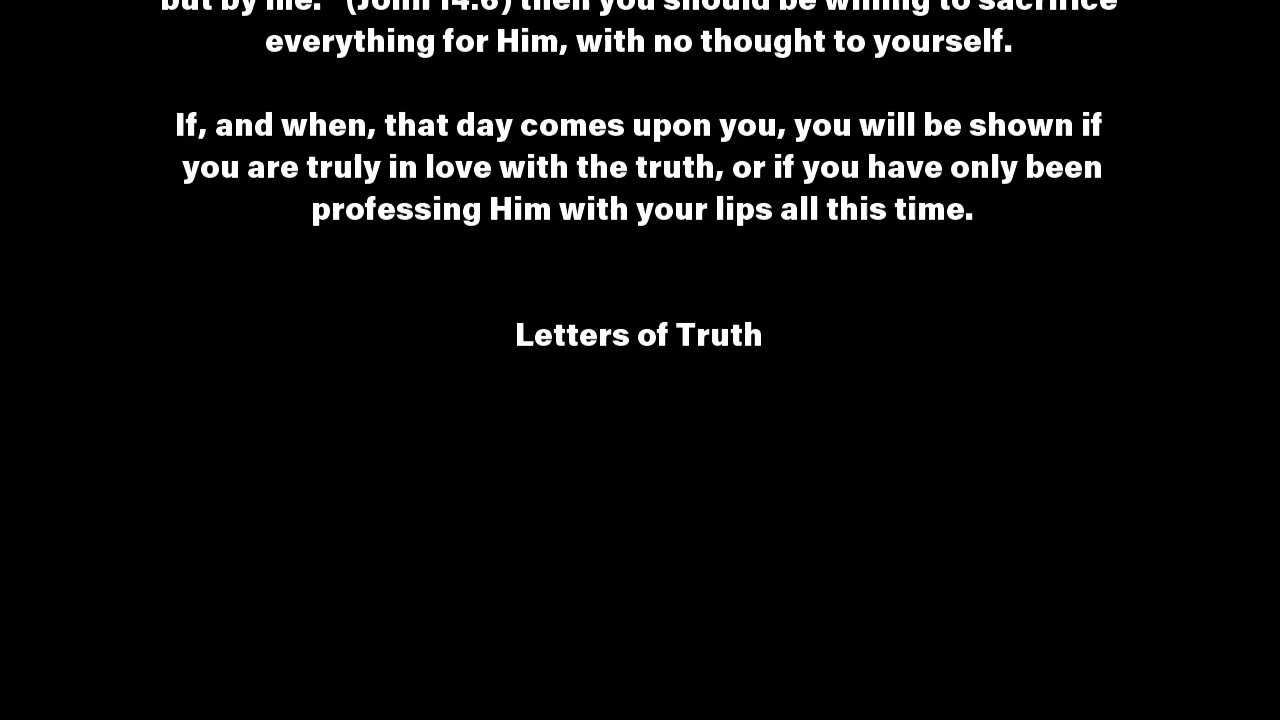 but by me." (John 14:6) then you should be willing to sacrifice
everything for Him, with no thought to yourself.
If, and when, that day comes upon you, you will be shown if
you are truly in love with the truth, or if you have only been
professing Him with your lips all this time.
Letters of Truth